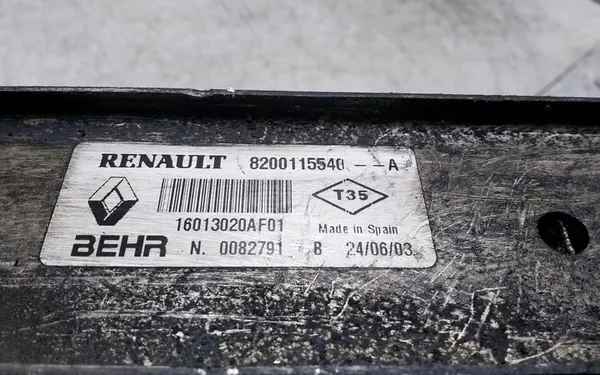 RENAULT 8200115540 -- A
T35
16013020AF01 Made in Spain
BEHR N. 0082791 B 24/06/03